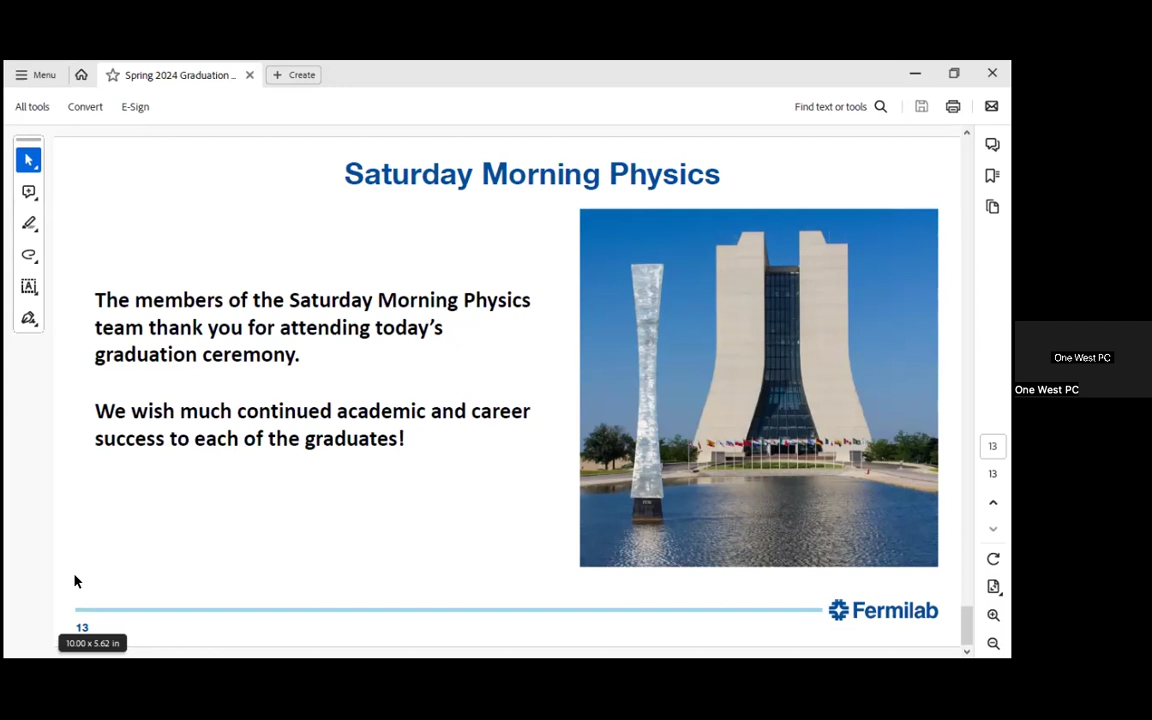 Menu
Spring 2024 Graduation ...
Create
All tools
Convert
E-Sign
Find text or tools
Saturday Morning Physics
The members of the Saturday Morning Physics
team thank you for attending today's
graduation ceremony.
We wish much continued academic and career
success to each of the graduates!
Fermilab
13
10.00 x 5.62 in
13
13
One West PC
One West PC